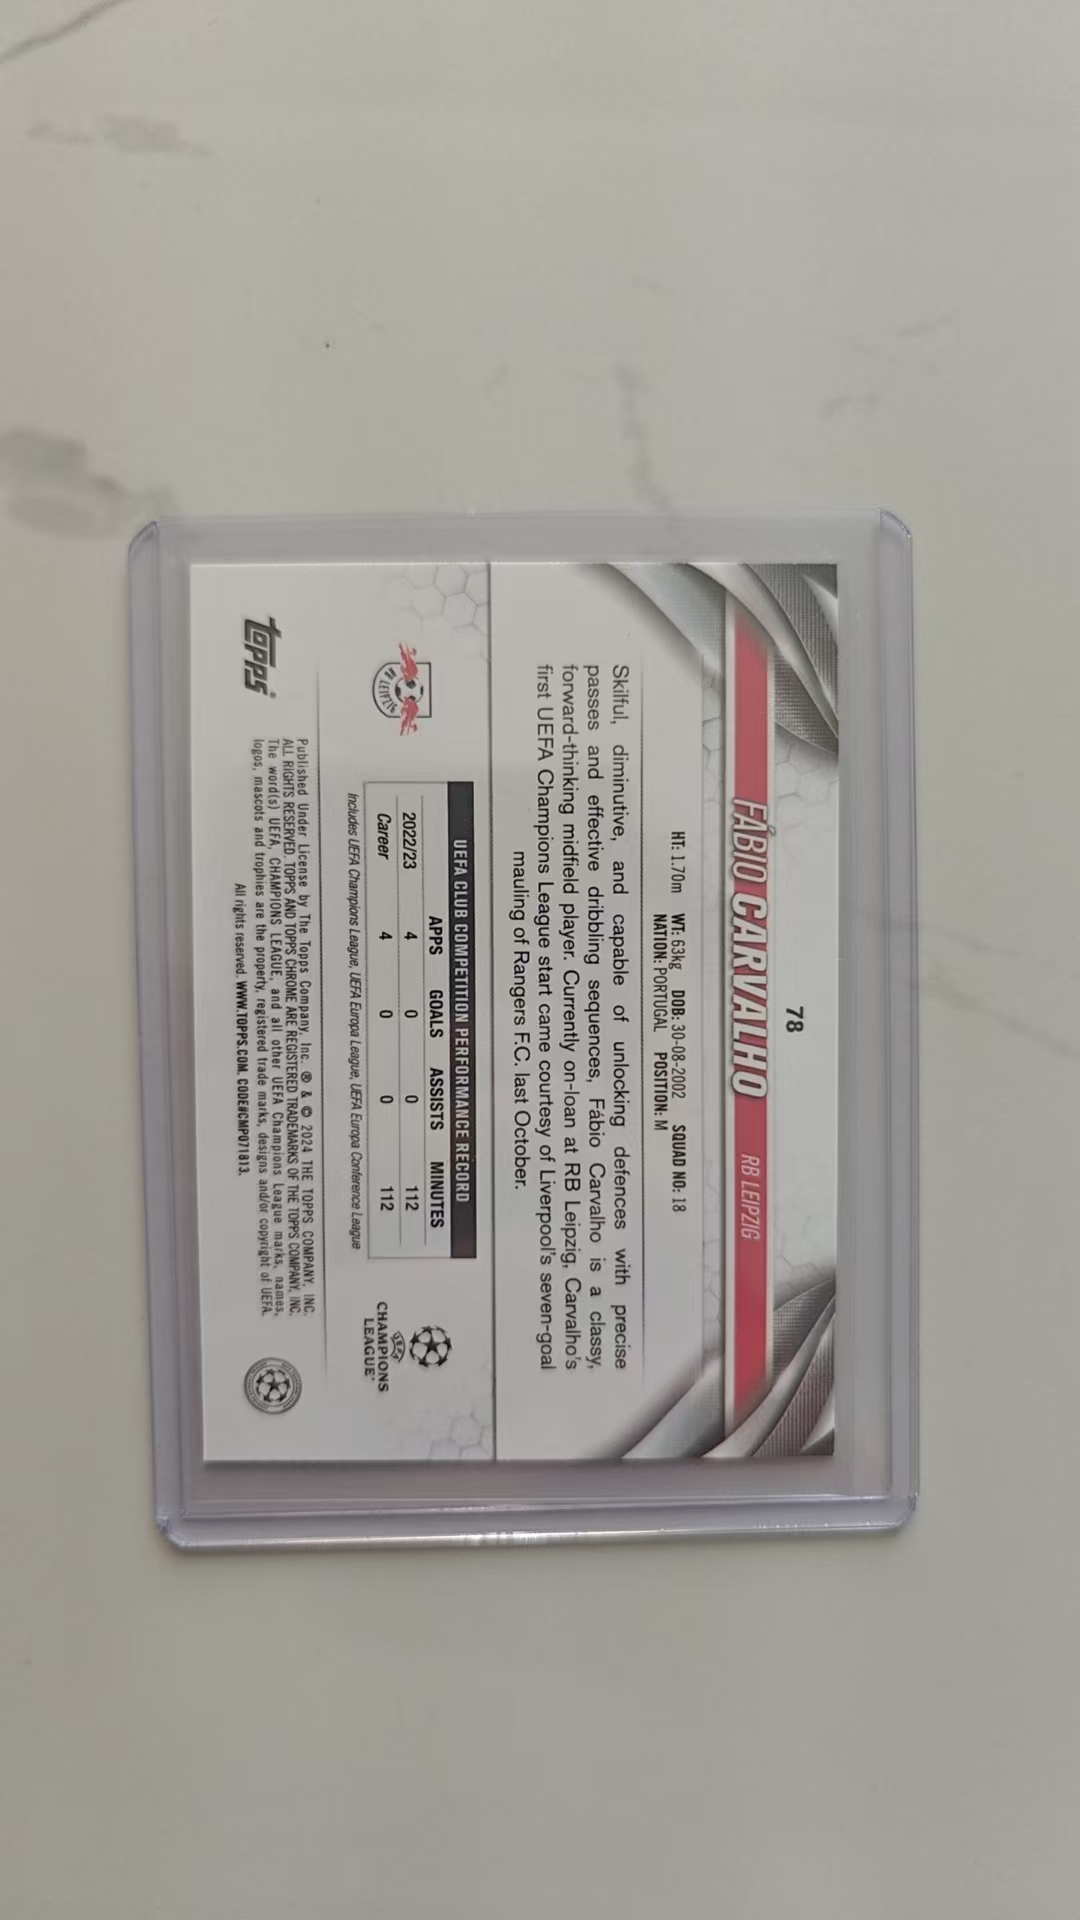 78
FÁBIO CARVALHO RB LEIPZIG
HT: 1.70m WT: 63kg DOB: 30-08-2002 SQUAD NO: 18
NATION: PORTUGAL POSITION: M
Skilful, diminutive, and capable of unlocking defences with precise
passes and effective dribbling sequences, Fábio Carvalho is a classy,
forward-thinking midfield player. Currently on-loan at RB Leipzig, Carvalho's
first UEFA Champions League start came courtesy of Liverpool's seven-goal
mauling of Rangers F.C. last October.
UEFA CLUB COMPETITION PERFORMANCE RECORD
APPS GOALS ASSISTS MINUTES
2022/23 4 0 0 112
Career 4 0 0 112
Includes UEFA Champions League, UEFA Europa League, UEFA Europa Conference League
RB LEIPZIG
UEFA
CHAMPIONS
LEAGUE®
topps®
Published Under License by The Topps Company, Inc. ® & © 2024 THE TOPPS COMPANY, INC.
ALL RIGHTS RESERVED. TOPPS AND TOPPS CHROME ARE REGISTERED TRADEMARKS OF THE TOPPS COMPANY, INC.
The word(s) UEFA, CHAMPIONS LEAGUE, and all other UEFA Champions League marks, names,
logos, mascots and trophies are the property, registered trade marks, designs and/or copyright of UEFA.
All rights reserved. WWW.TOPPS.COM. CODE#CMP071813.